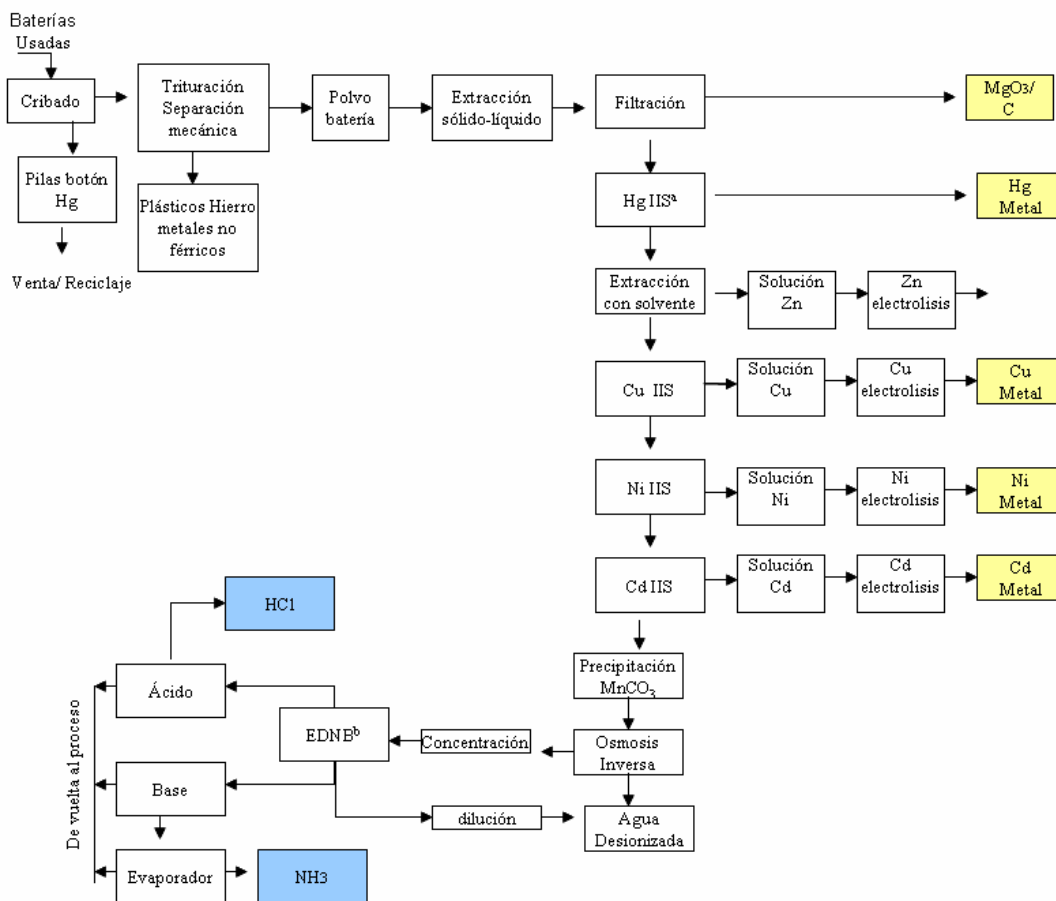 Baterías
Usadas
Cribado
Trituración
Separación
mecánica
Polvo
batería
Extracción
sólido-líquido
Filtración
MgO3/
C
Pilas botón
Hg
Plásticos Hierro
metales no
férricos
Venta/ Reciclaje
Hg IISª
Hg
Metal
Extracción
con solvente
Solución
Zn
Zn
electrolisis
Cu IIS
Solución
Cu
Cu
electrolisis
Cu
Metal
Ni IIS
Solución
Ni
Ni
electrolisis
Ni
Metal
Cd IIS
Solución
Cd
Cd
electrolisis
Cd
Metal
HC1
Precipitación
MnCO₃
Ácido
EDNBᵇ
Concentración
Osmosis
Inversa
De vuelta al proceso
Base
dilución
Agua
Desionizada
Evaporador
NH3